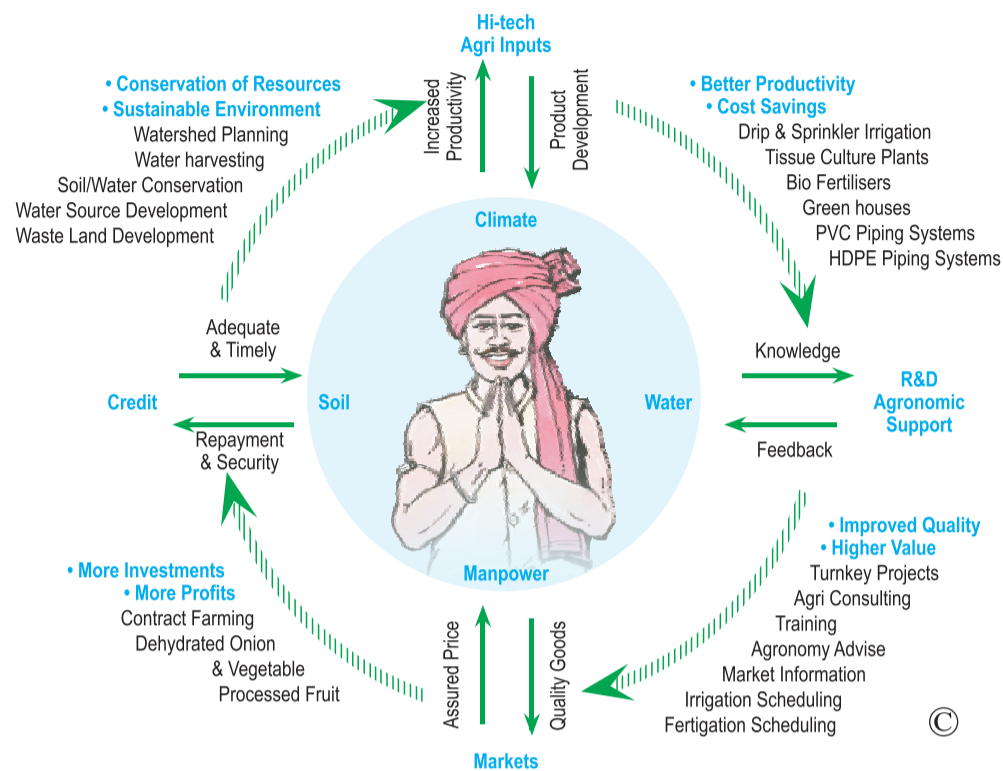 Hi-tech
Agri Inputs
• Conservation of Resources
• Sustainable Environment
Watershed Planning
Water harvesting
Soil/Water Conservation
Water Source Development
Waste Land Development
Increased
Productivity
Product
Development
• Better Productivity
• Cost Savings
Drip & Sprinkler Irrigation
Tissue Culture Plants
Bio Fertilisers
Green houses
PVC Piping Systems
HDPE Piping Systems
Climate
Adequate
& Timely
Credit
Soil
Repayment
& Security
Water
Knowledge
R&D
Agronomic
Support
Feedback
Manpower
• More Investments
• More Profits
Contract Farming
Dehydrated Onion
& Vegetable
Processed Fruit
Assured Price
Quality Goods
• Improved Quality
• Higher Value
Turnkey Projects
Agri Consulting
Training
Agronomy Advise
Market Information
Irrigation Scheduling
Fertigation Scheduling
©
Markets